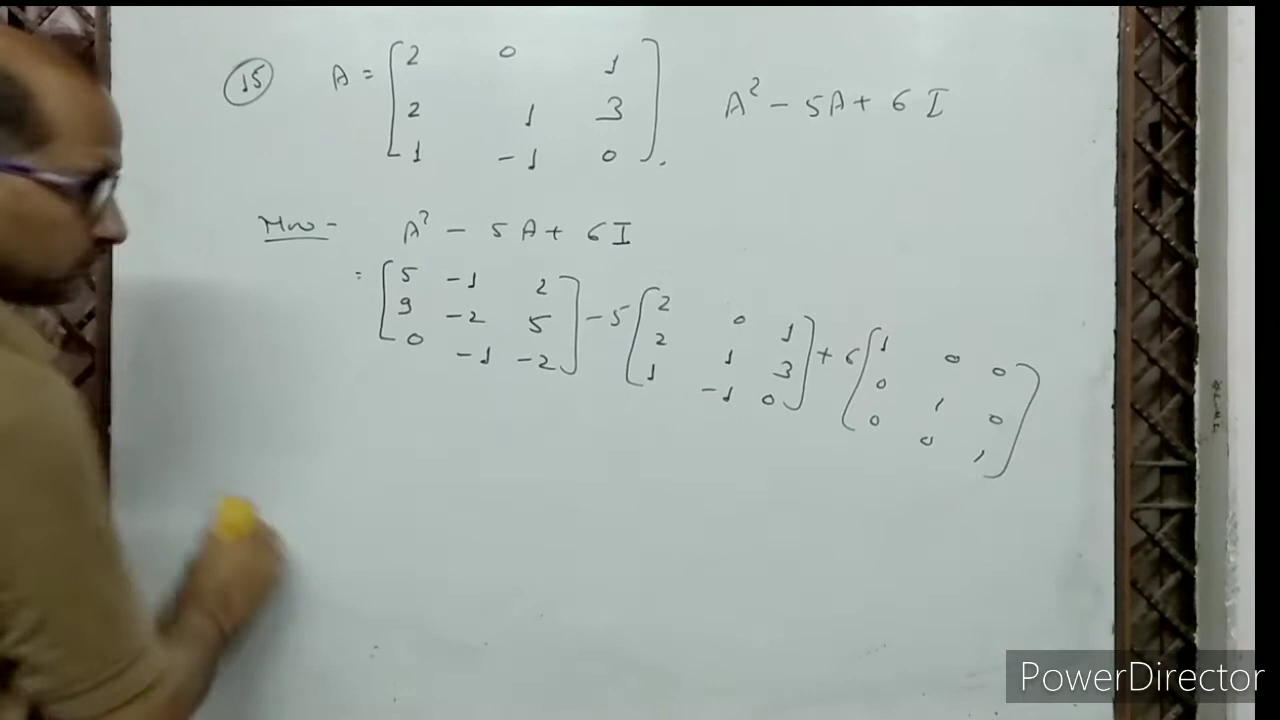 15 A = [ 2 0 1
2 1 3 A² - 5A + 6 I
1 -1 0 ].
A² - 5A + 6I
= [ 5 -1 2
9 -2 5
0 -1 -2 ] - 5 [ 2 0 1
2 1 3
1 -1 0 ] + 6 [ 1 0 0
0 1 0
0 0 1 ]
PowerDirector